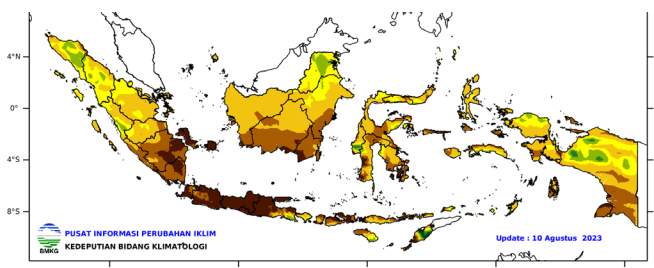 4°N
0°
4°S
8°S
PUSAT INFORMASI PERUBAHAN IKLIM
KEDEPUTIAN BIDANG KLIMATOLOGI
BMKG
Update : 10 Agustus 2023